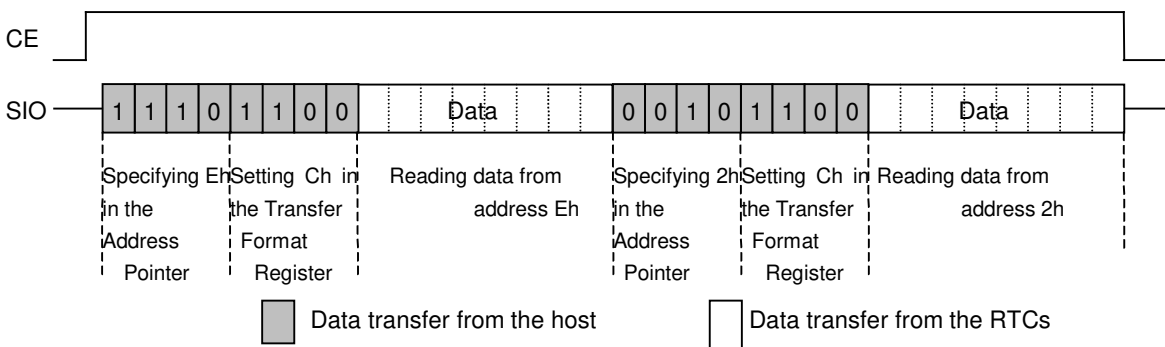 CE
SIO 1 1 1 0 1 1 0 0 Data 0 0 1 0 1 1 0 0 Data
Specifying Eh Setting Ch in Reading data from Specifying 2h Setting Ch in Reading data from
in the the Transfer address Eh in the the Transfer address 2h
Address Format Address Format
Pointer Register Pointer Register
Data transfer from the host Data transfer from the RTCs